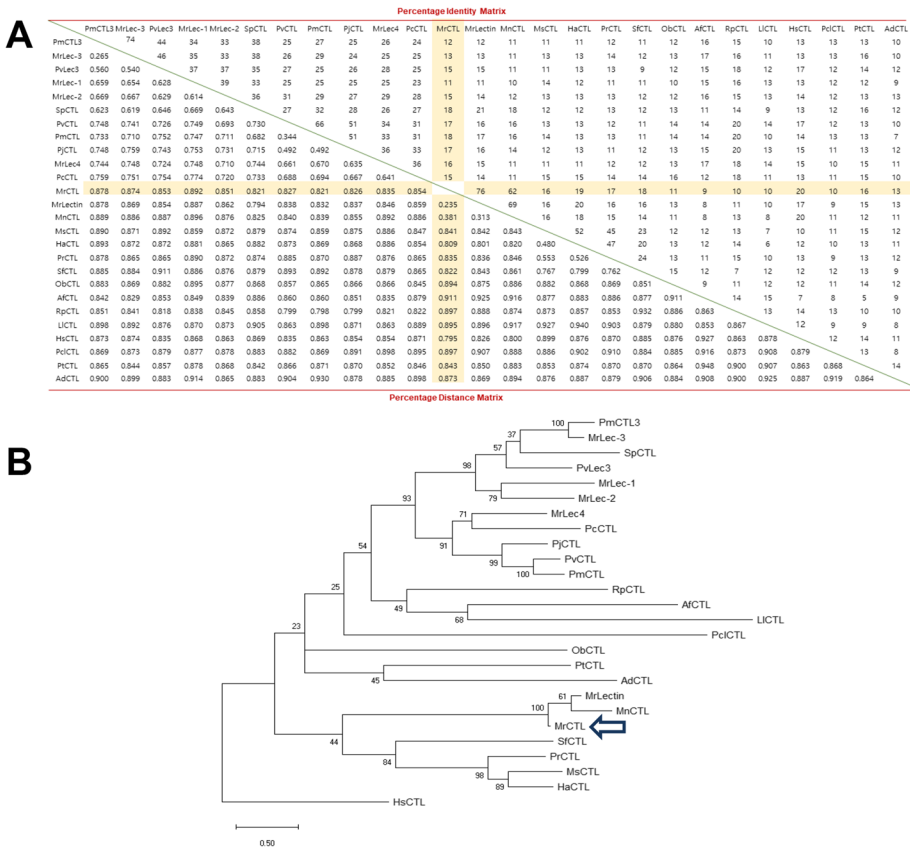 Percentage Identity Matrix
A
PmCTL3 MrLec-3 PvLec3 MrLec-1 MrLec-2 SpCTL PvCTL PmCTL PjCTL MrLec4 PcCTL MrCTL MrLectin MnCTL MsCTL HaCTL PrCTL SfCTL ObCTL AfCTL RpCTL LlCTL HsCTL PclCTL PtCTL AdCTL
PmCTL3 74 44 34 33 38 25 27 25 26 24 12 12 11 11 11 12 11 12 16 15 10 13 13 13 10
MrLec-3 0.265 46 35 33 38 26 29 24 25 25 13 13 11 13 13 14 12 13 17 16 11 13 13 16 10
PvLec3 0.560 0.540 37 37 35 27 25 26 28 25 15 15 11 11 13 13 9 12 15 18 12 17 12 14 12
MrLec-1 0.659 0.654 0.628 39 33 25 25 25 23 23 11 11 10 14 12 11 11 10 15 16 13 14 13 12 9
MrLec-2 0.669 0.667 0.629 0.614 36 31 29 27 29 28 15 14 12 13 12 13 13 12 16 15 13 14 12 13 13
SpCTL 0.623 0.619 0.646 0.669 0.643 27 32 28 26 27 18 21 18 16 12 13 12 13 12 11 14 9 13 16 12
PvCTL 0.748 0.741 0.726 0.749 0.693 0.730 66 51 34 31 17 16 16 13 13 12 11 14 14 20 14 17 12 14 10
PmCTL 0.733 0.710 0.752 0.747 0.711 0.682 0.344 51 33 31 18 16 14 12 13 13 11 14 14 20 14 14 12 13 7
PjCTL 0.748 0.759 0.743 0.753 0.731 0.715 0.492 0.492 36 33 17 16 11 14 13 11 12 13 15 20 10 14 13 13 12
MrLec4 0.744 0.748 0.724 0.748 0.710 0.744 0.661 0.670 0.635 36 16 15 11 11 11 12 12 13 17 18 14 15 10 15 11
PcCTL 0.759 0.751 0.754 0.774 0.720 0.733 0.688 0.694 0.667 0.641 15 14 14 15 15 12 13 15 12 18 11 13 10 15 10
MrCTL 0.878 0.874 0.853 0.892 0.851 0.821 0.827 0.821 0.826 0.835 0.854 76 62 16 19 17 18 11 9 10 10 20 10 16 13
MrLectin 0.878 0.869 0.854 0.887 0.862 0.794 0.838 0.832 0.837 0.846 0.859 0.235 69 16 20 16 16 13 8 11 10 17 9 15 13
MnCTL 0.889 0.886 0.887 0.896 0.876 0.825 0.840 0.839 0.855 0.892 0.886 0.381 0.313 16 18 15 14 11 8 13 8 20 11 12 11
MsCTL 0.890 0.871 0.892 0.859 0.872 0.879 0.874 0.859 0.875 0.886 0.847 0.841 0.842 0.843 52 45 23 12 12 13 7 10 11 15 12
HaCTL 0.893 0.872 0.872 0.881 0.865 0.882 0.873 0.869 0.868 0.886 0.854 0.809 0.801 0.820 0.480 47 20 13 12 14 6 12 10 13 11
PrCTL 0.878 0.865 0.865 0.890 0.872 0.874 0.885 0.870 0.887 0.876 0.865 0.835 0.836 0.846 0.553 0.526 24 13 11 15 10 13 9 13 12
SfCTL 0.885 0.884 0.911 0.886 0.876 0.879 0.893 0.892 0.878 0.879 0.865 0.822 0.843 0.861 0.767 0.799 0.762 15 12 7 12 12 12 13 9
ObCTL 0.883 0.869 0.882 0.895 0.877 0.868 0.857 0.865 0.866 0.866 0.845 0.894 0.875 0.886 0.882 0.868 0.869 0.851 9 11 12 12 12 14 12
AfCTL 0.842 0.829 0.853 0.849 0.839 0.886 0.860 0.860 0.851 0.835 0.879 0.911 0.925 0.916 0.877 0.883 0.886 0.877 0.911 14 15 7 8 5 9
RpCTL 0.851 0.841 0.818 0.838 0.845 0.858 0.799 0.798 0.799 0.821 0.822 0.897 0.888 0.874 0.873 0.857 0.853 0.932 0.886 0.863 13 14 13 10 10
LlCTL 0.898 0.892 0.876 0.870 0.873 0.905 0.863 0.898 0.871 0.863 0.889 0.895 0.896 0.917 0.927 0.940 0.903 0.879 0.880 0.853 0.867 12 9 9 8
HsCTL 0.873 0.874 0.835 0.868 0.863 0.869 0.835 0.863 0.854 0.854 0.871 0.795 0.826 0.800 0.899 0.876 0.870 0.885 0.876 0.927 0.863 0.878 12 14 11
PclCTL 0.869 0.873 0.879 0.877 0.878 0.883 0.882 0.869 0.891 0.898 0.895 0.897 0.907 0.888 0.886 0.902 0.910 0.884 0.885 0.916 0.873 0.908 0.879 13 8
PtCTL 0.865 0.844 0.857 0.878 0.868 0.842 0.866 0.871 0.870 0.852 0.846 0.843 0.850 0.883 0.853 0.874 0.870 0.870 0.864 0.948 0.900 0.907 0.863 0.868 14
AdCTL 0.900 0.899 0.883 0.914 0.865 0.883 0.904 0.930 0.878 0.885 0.898 0.873 0.869 0.894 0.876 0.887 0.879 0.906 0.884 0.908 0.900 0.925 0.887 0.919 0.864
Percentage Distance Matrix
B
100 PmCTL3
37 MrLec-3
57 SpCTL
98 PvLec3
MrLec-1
79 MrLec-2
93
71 MrLec4
PcCTL
91 PjCTL
99 PvCTL
100 PmCTL
54
RpCTL
49 AfCTL
68 LlCTL
25
PclCTL
23
ObCTL
PtCTL
45 AdCTL
61 MrLectin
100 MnCTL
MrCTL
44 SfCTL
84 PrCTL
98 MsCTL
89 HaCTL
HsCTL
0.50